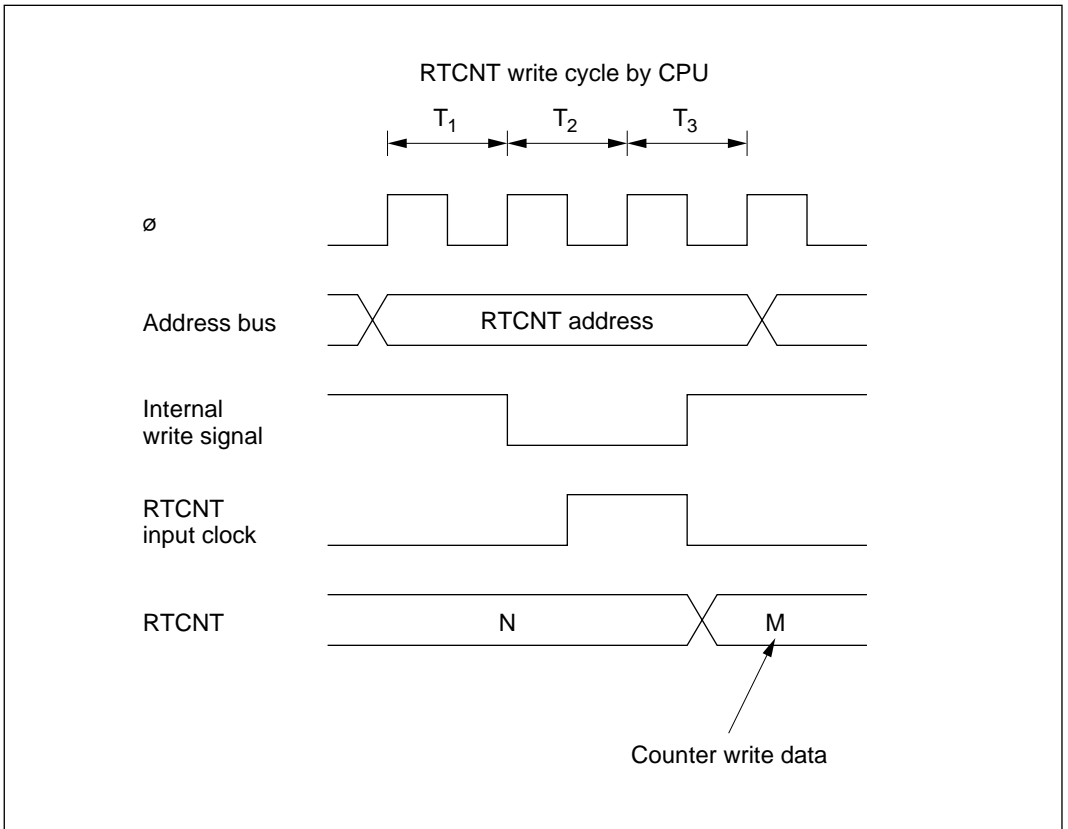 RTCNT write cycle by CPU
T1 T2 T3
ø
Address bus
RTCNT address
Internal
write signal
RTCNT
input clock
RTCNT
N
M
Counter write data